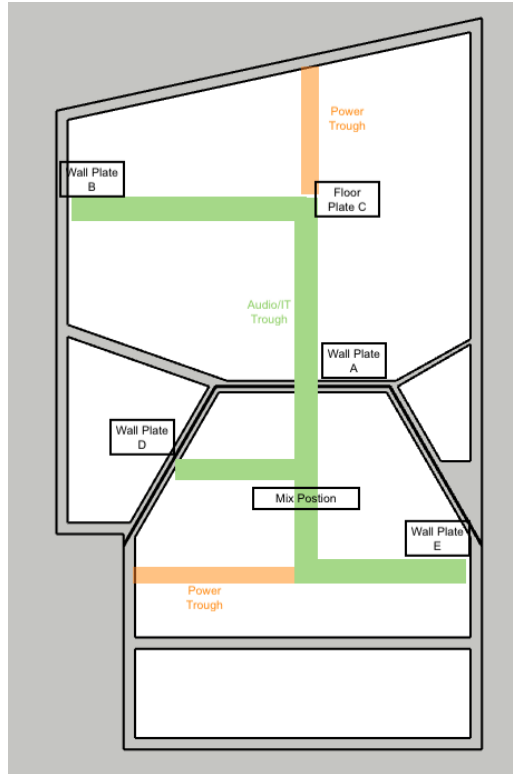 Power
Trough
Wall Plate
B
Floor
Plate C
Audio/IT
Trough
Wall Plate
A
Wall Plate
D
Mix Postion
Wall Plate
E
Power
Trough